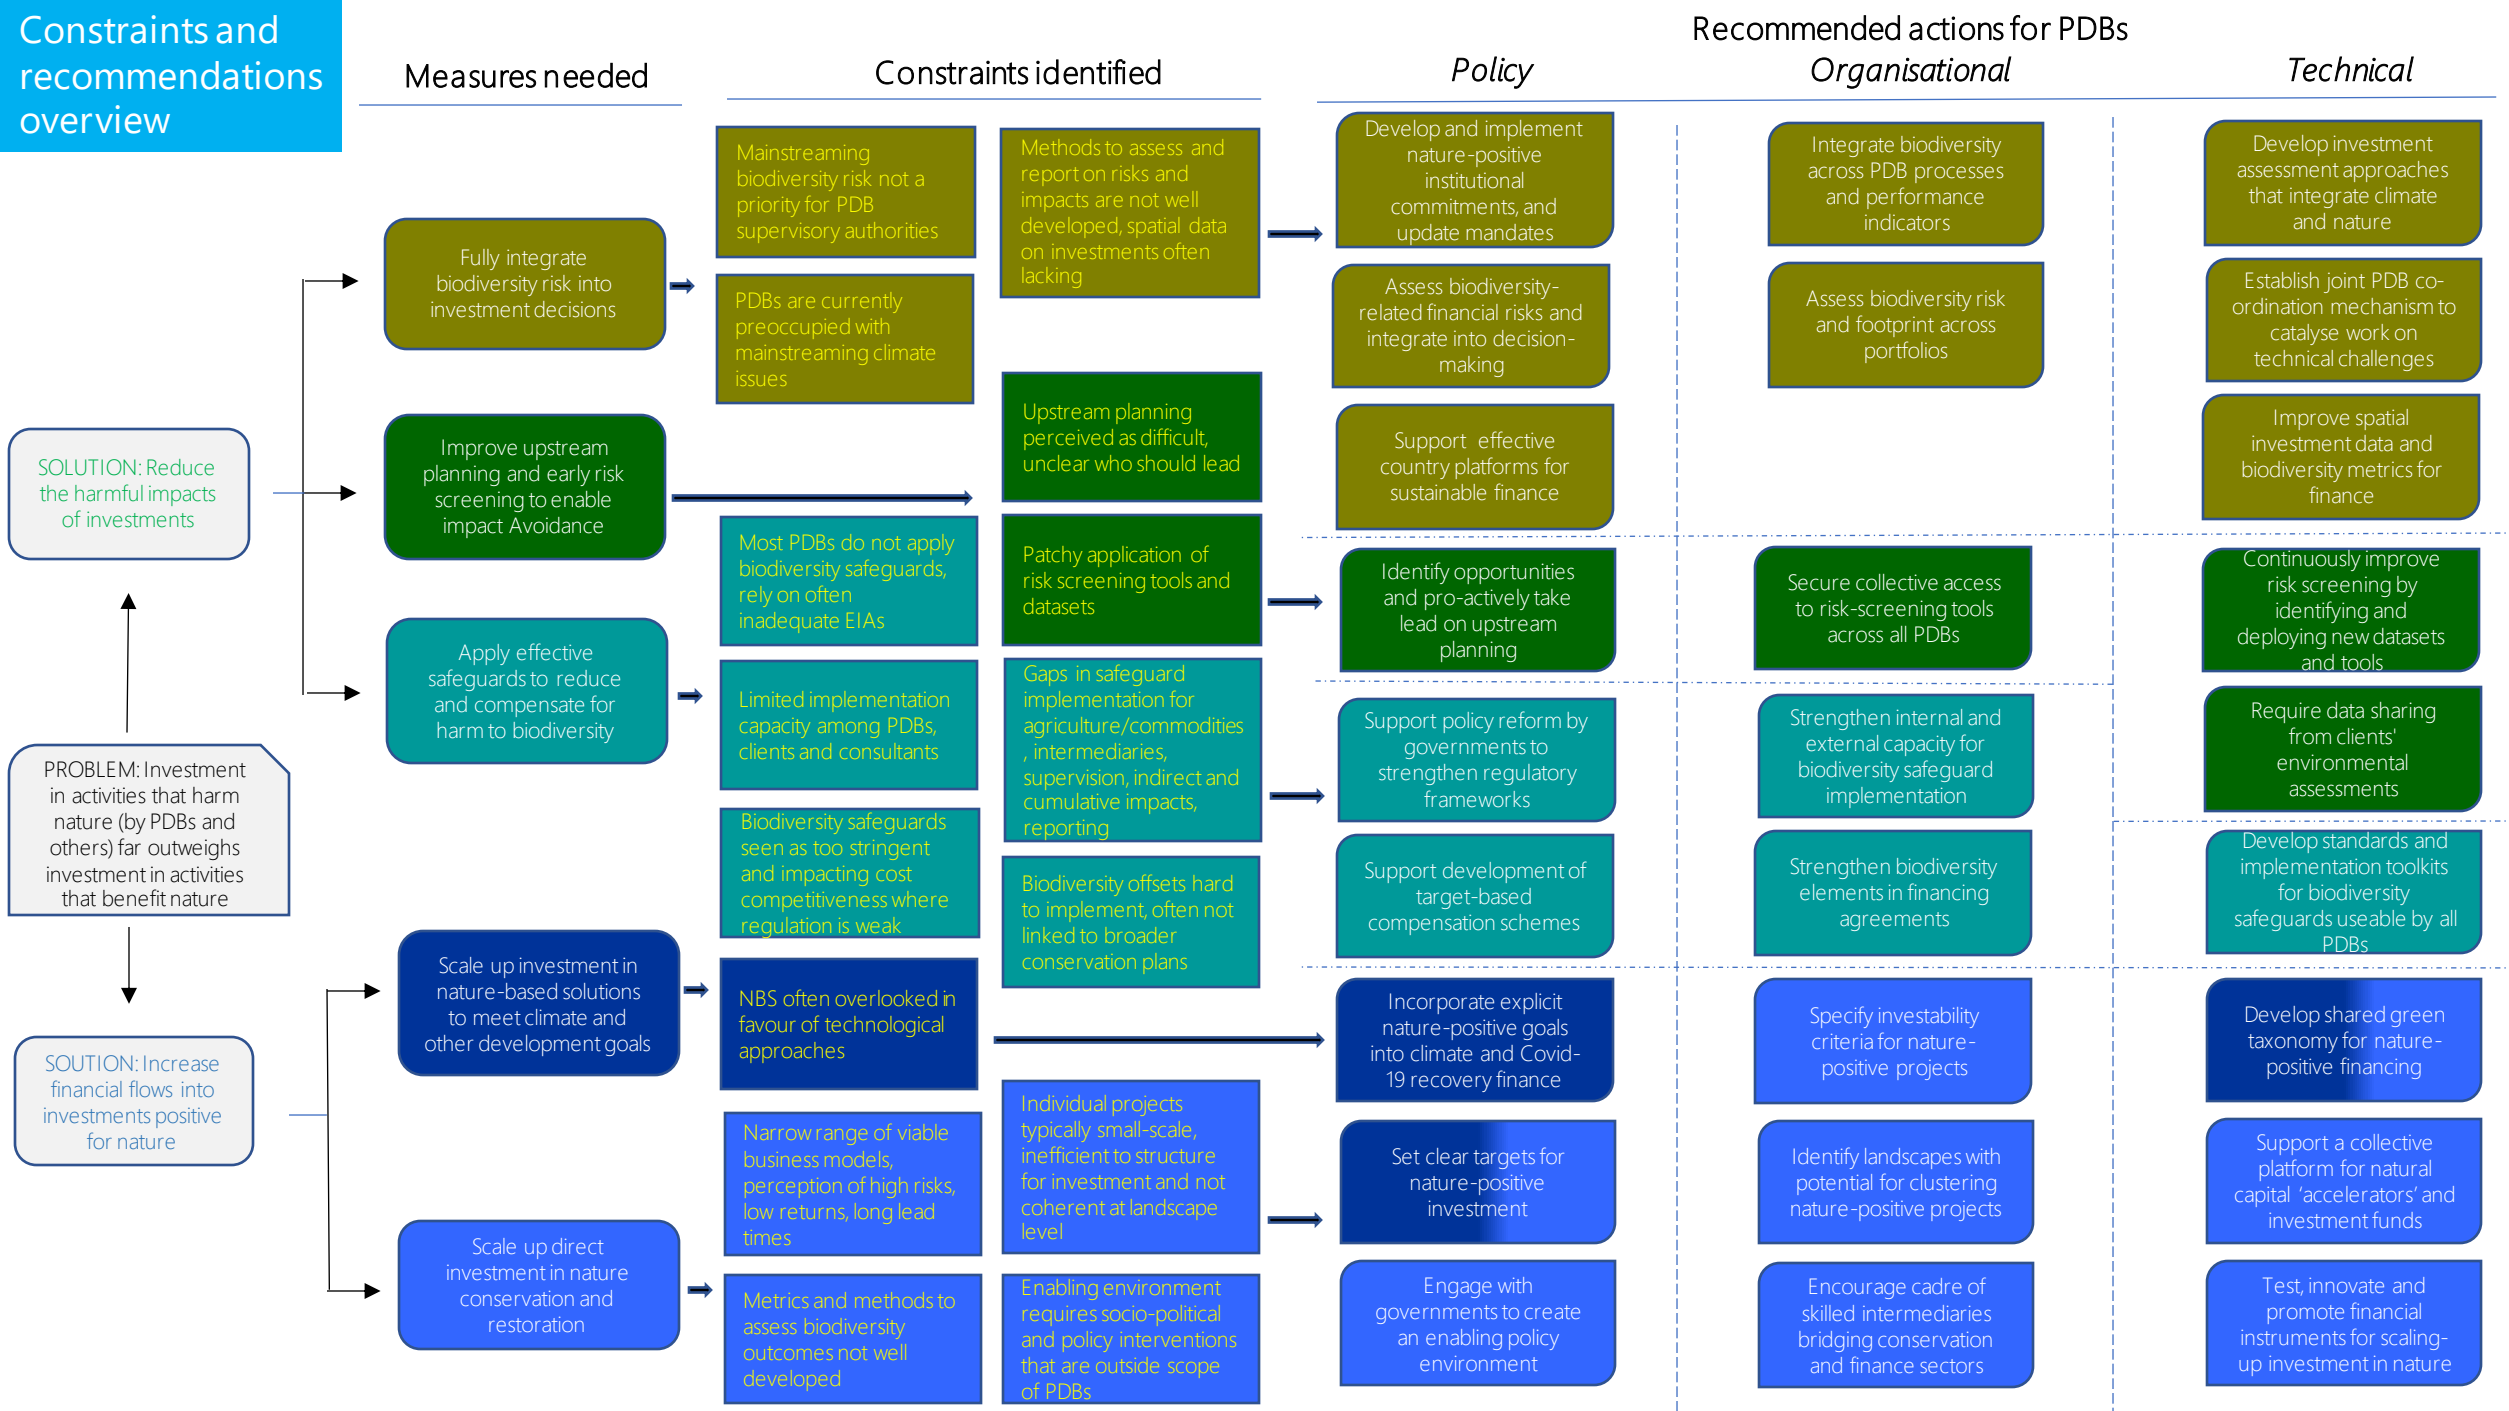 Constraints and
recommendations
overview
Measures needed
Constraints identified
Recommended actions for PDBs
Policy
Organisational
Technical
PROBLEM: Investment
in activities that harm
nature (by PDBs and
others) far outweighs
investment in activities
that benefit nature
SOLUTION: Reduce
the harmful impacts
of investments
SOUTION: Increase
financial flows into
investments positive
for nature
Fully integrate
biodiversity risk into
investment decisions
Improve upstream
planning and early risk
screening to enable
impact Avoidance
Apply effective
safeguards to reduce
and compensate for
harm to biodiversity
Scale up investment in
nature-based solutions
to meet climate and
other development goals
Scale up direct
investment in nature
conservation and
restoration
Mainstreaming
biodiversity risk not a
priority for PDB
supervisory authorities
PDBs are currently
preoccupied with
mainstreaming climate
issues
Methods to assess and
report on risks and
impacts are not well
developed, spatial data
on investments often
lacking
Upstream planning
perceived as difficult,
unclear who should lead
Patchy application of
risk screening tools and
datasets
Most PDBs do not apply
biodiversity safeguards,
rely on often
inadequate EIAs
Limited implementation
capacity among PDBs,
clients and consultants
Biodiversity safeguards
seen as too stringent
and impacting cost
competitiveness where
regulation is weak
Gaps in safeguard
implementation for
agriculture/commodities
, intermediaries,
supervision, indirect and
cumulative impacts,
reporting
Biodiversity offsets hard
to implement, often not
linked to broader
conservation plans
NBS often overlooked in
favour of technological
approaches
Narrow range of viable
business models,
perception of high risks,
low returns, long lead
times
Metrics and methods to
assess biodiversity
outcomes not well
developed
Individual projects
typically small-scale,
inefficient to structure
for investment and not
coherent at landscape
level
Enabling environment
requires socio-political
and policy interventions
that are outside scope
of PDBs
Develop and implement
nature-positive
institutional
commitments, and
update mandates
Assess biodiversity-
related financial risks and
integrate into decision-
making
Support effective
country platforms for
sustainable finance
Integrate biodiversity
across PDB processes
and performance
indicators
Assess biodiversity risk
and footprint across
portfolios
Develop investment
assessment approaches
that integrate climate
and nature
Establish joint PDB co-
ordination mechanism to
catalyse work on
technical challenges
Improve spatial
investment data and
biodiversity metrics for
finance
Identify opportunities
and pro-actively take
lead on upstream
planning
Secure collective access
to risk-screening tools
across all PDBs
Continuously improve
risk screening by
identifying and
deploying new datasets
and tools
Require data sharing
from clients'
environmental
assessments
Support policy reform by
governments to
strengthen regulatory
frameworks
Support development of
target-based
compensation schemes
Strengthen internal and
external capacity for
biodiversity safeguard
implementation
Strengthen biodiversity
elements in financing
agreements
Develop standards and
implementation toolkits
for biodiversity
safeguards useable by all
PDBs
Incorporate explicit
nature-positive goals
into climate and Covid-
19 recovery finance
Set clear targets for
nature-positive
investment
Engage with
governments to create
an enabling policy
environment
Specify investability
criteria for nature-
positive projects
Identify landscapes with
potential for clustering
nature-positive projects
Encourage cadre of
skilled intermediaries
bridging conservation
and finance sectors
Develop shared green
taxonomy for nature-
positive financing
Support a collective
platform for natural
capital ‘accelerators’ and
investment funds
Test, innovate and
promote financial
instruments for scaling-
up investment in nature